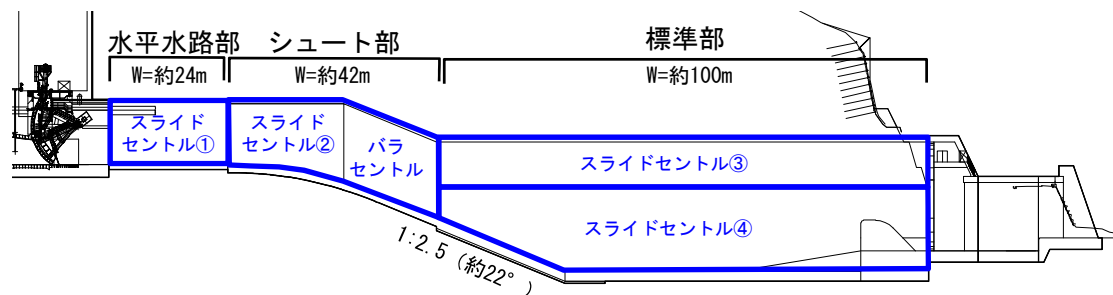 水平水路部 シュート部 標準部
W=約24m W=約42m W=約100m
スライド
セントル①
スライド
セントル②
バラ
セントル
スライドセントル③
スライドセントル④
1:2.5 (約22°)